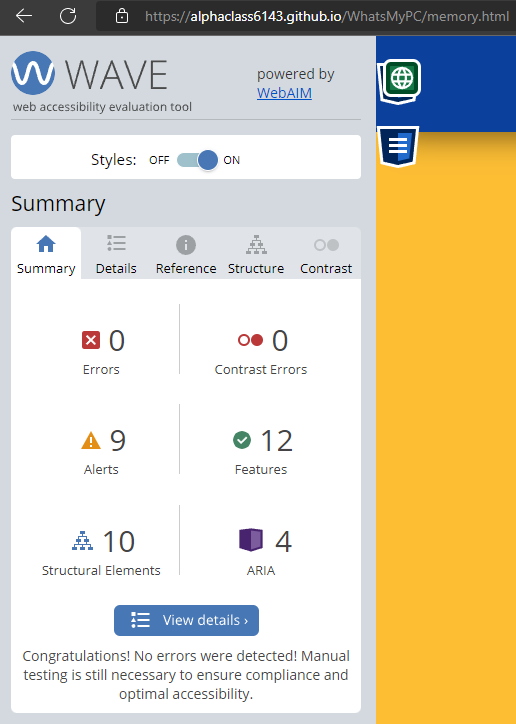 https://alphaclass6143.github.io/WhatsMyPC/memory.html
WAVE
web accessibility evaluation tool
powered by
WebAIM
Styles: OFF ON
Summary
Summary Details Reference Structure Contrast
0 0
Errors Contrast Errors
9 12
Alerts Features
10 4
Structural Elements ARIA
View details ›
Congratulations! No errors were detected! Manual
testing is still necessary to ensure compliance and
optimal accessibility.